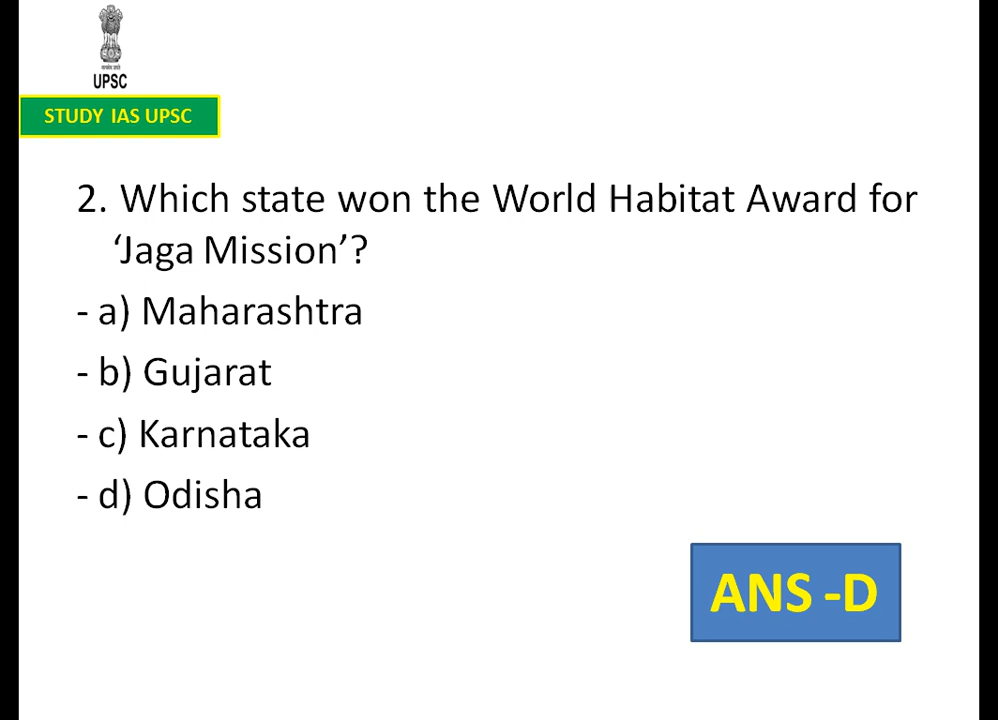 UPSC
STUDY IAS UPSC
2. Which state won the World Habitat Award for
‘Jaga Mission’?
- a) Maharashtra
- b) Gujarat
- c) Karnataka
- d) Odisha
ANS -D